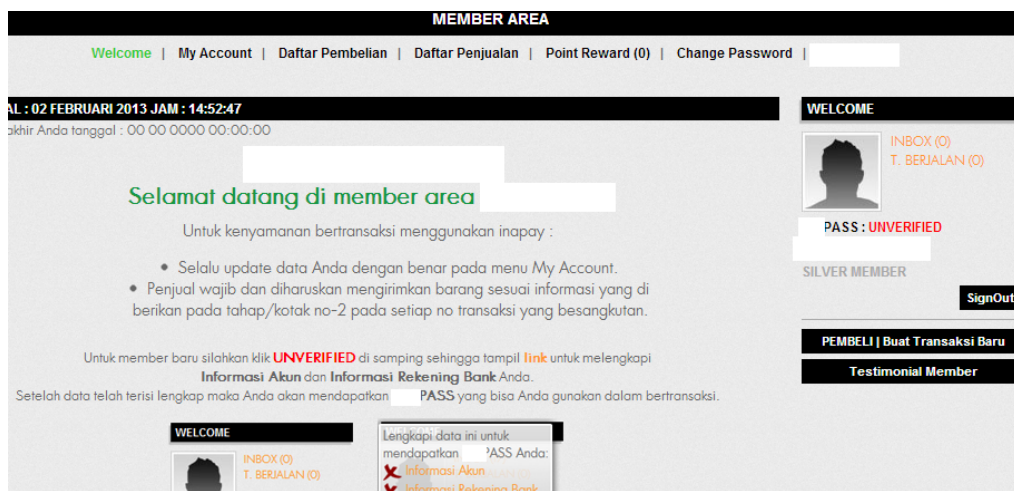 MEMBER AREA
Welcome | My Account | Daftar Pembelian | Daftar Penjualan | Point Reward (0) | Change Password |
AL : 02 FEBRUARI 2013 JAM : 14:52:47
akhir Anda tanggal : 00 00 0000 00:00:00
Selamat datang di member area
Untuk kenyamanan bertransaksi menggunakan inapay :
• Selalu update data Anda dengan benar pada menu My Account.
• Penjual wajib dan diharuskan mengirimkan barang sesuai informasi yang di
berikan pada tahap/kotak no-2 pada setiap no transaksi yang besangkutan.
Untuk member baru silahkan klik UNVERIFIED di samping sehingga tampil link untuk melengkapi
Informasi Akun dan Informasi Rekening Bank Anda.
Setelah data telah terisi lengkap maka Anda akan mendapatkan PASS yang bisa Anda gunakan dalam bertransaksi.
WELCOME
INBOX (0)
T. BERJALAN (0)
Lengkapi data ini untuk
mendapatkan PASS Anda:
Informasi Akun
Informasi Rekening Bank
WELCOME
INBOX (0)
T. BERJALAN (0)
PASS : UNVERIFIED
SILVER MEMBER
SignOut
PEMBELI | Buat Transaksi Baru
Testimonial Member